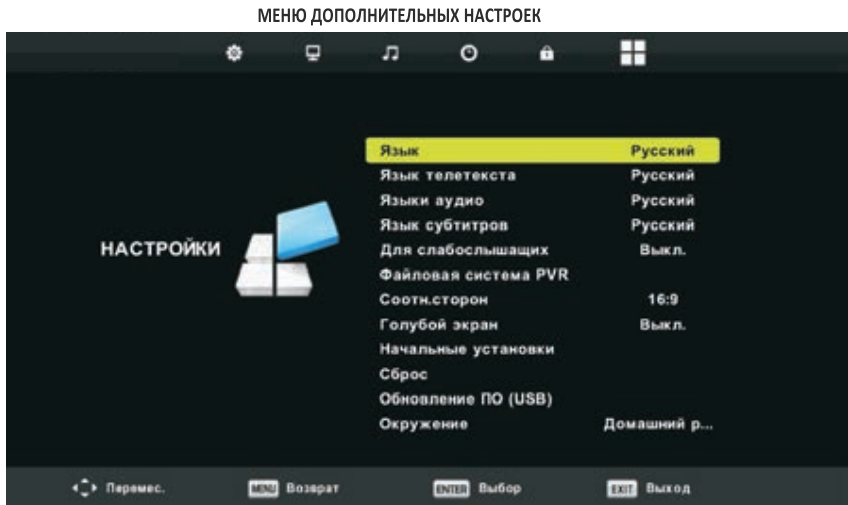 МЕНЮ ДОПОЛНИТЕЛЬНЫХ НАСТРОЕК
НАСТРОЙКИ
Язык Русский
Язык телетекста Русский
Языки аудио Русский
Язык субтитров Русский
Для слабослышащих Выкл.
Файловая система PVR
Соотн.сторон 16:9
Голубой экран Выкл.
Начальные установки
Сброс
Обновление ПО (USB)
Окружение Домашний р...
Перемес. MENU Возврат ENTER Выбор EXIT Выход